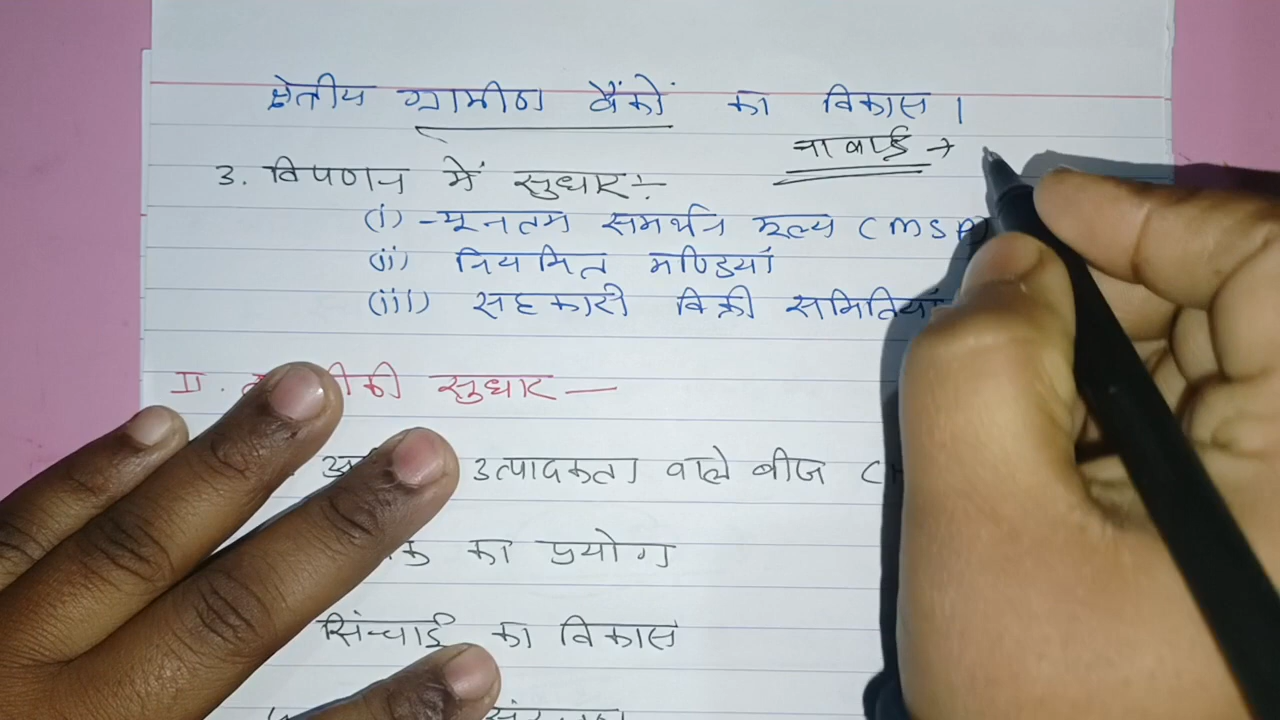 क्षेत्रीय ग्रामीण बैंकों का विकास।
नाबार्ड →
3. विपणन में सुधार:-
(i) न्यूनतम समर्थन मूल्य (MSP)
(ii) नियमित मण्डियां
(iii) सहकारी बिक्री समितियां
II. सुधार —
उत्पादकता वाले बीज (
का प्रयोग
सिंचाई का विकास